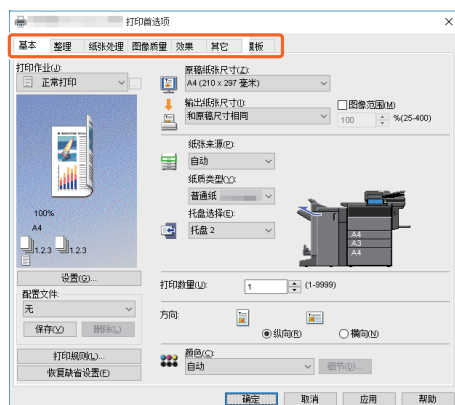 打印首选项
基本 整理 纸张处理 图像质量 效果 其它 模板
打印作业(J):
正常打印
100%
A4
1.2.3 1.2.3
设置(G)...
配置文件:
无
保存(V) 删除(L)
打印规则(L)...
恢复缺省设置(E)
原稿纸张尺寸(Z):
A4 (210 x 297 毫米)
输出纸张尺寸(I):
和原稿尺寸相同
图像范围(M)
100 %(25-400)
纸张来源(P):
自动
纸质类型(Y):
普通纸
托盘选择(E):
托盘 2
A4
A3
A4
打印数量(U): 1 (1-9999)
方向:
纵向(R) 横向(N)
颜色(C):
自动 细节(D)...
确定 取消 应用 帮助